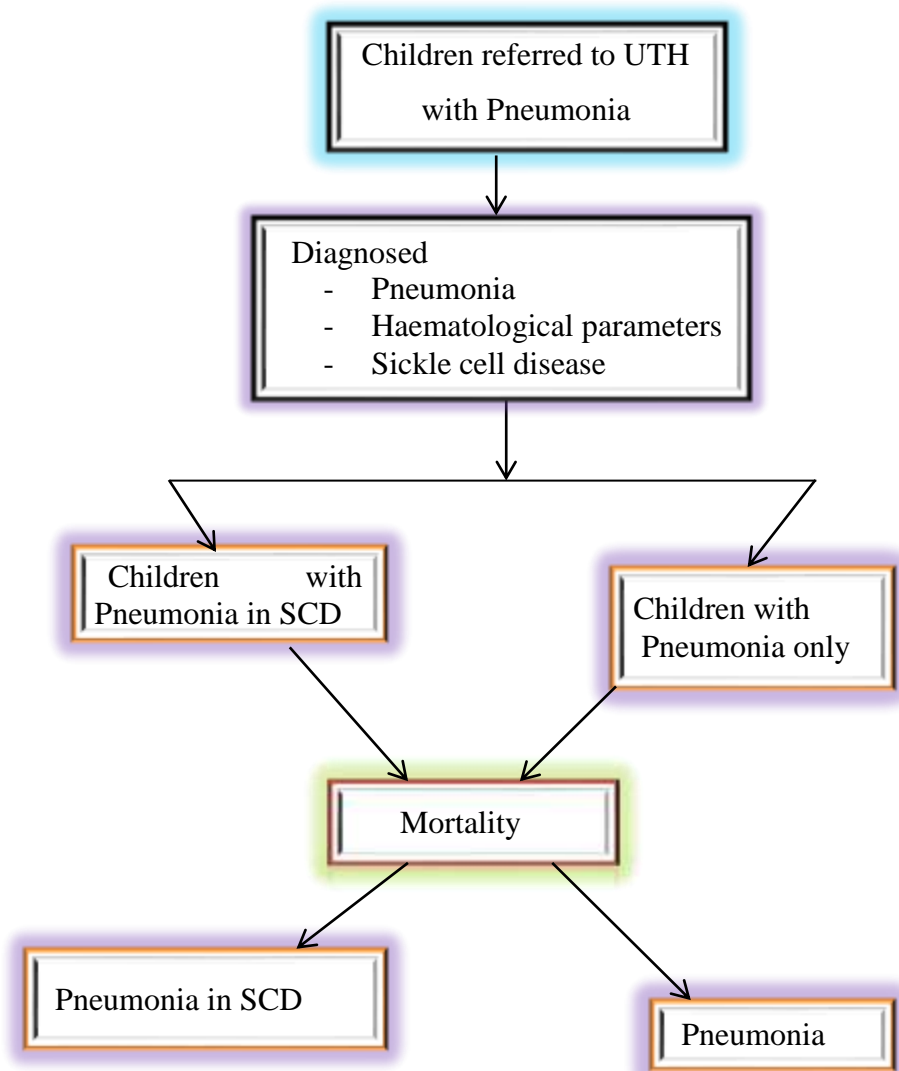 Children referred to UTH
with Pneumonia
Diagnosed
- Pneumonia
- Haematological parameters
- Sickle cell disease
Children with
Pneumonia in SCD
Children with
Pneumonia only
Mortality
Pneumonia in SCD
Pneumonia